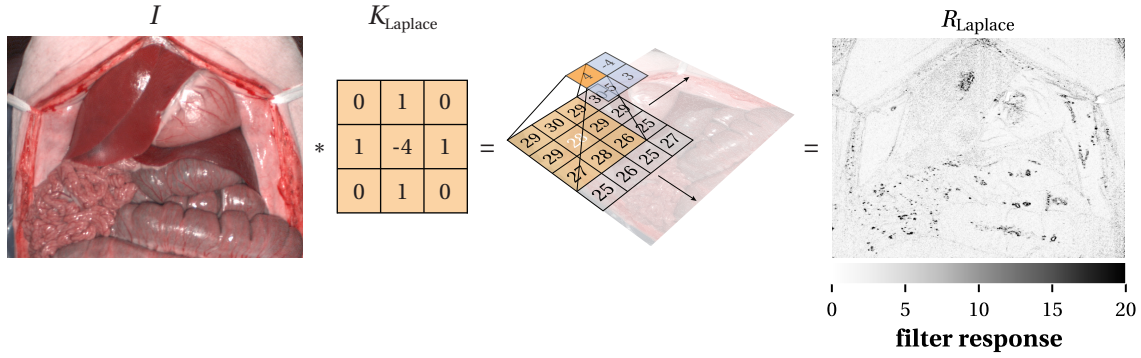 I
K_Laplace
R_Laplace
0 1 0
1 -4 1
0 1 0
*
=
=
4 -4
3
29 30 29
29 29 25
29 28 26 25 27
27 26 25
25
0 5 10 15 20
filter response